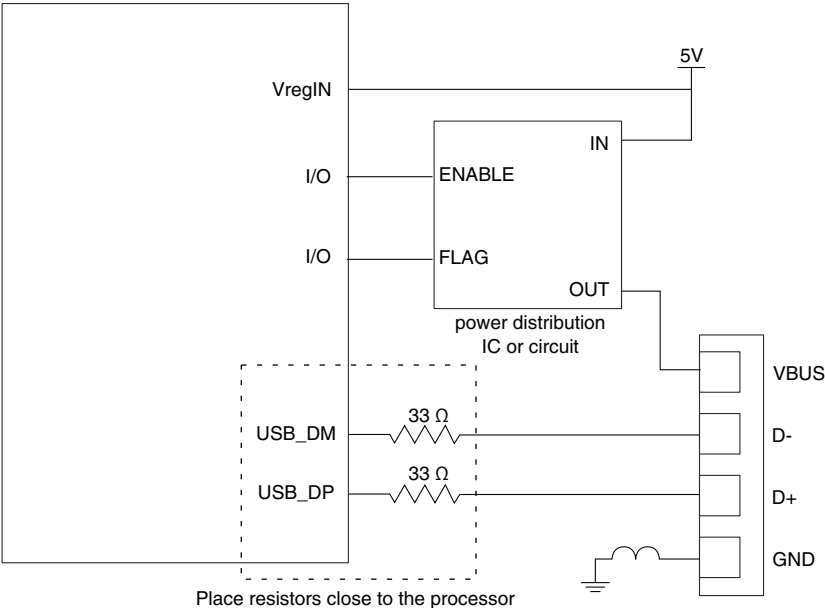 5V
VregIN
IN
I/O
ENABLE
I/O
FLAG
OUT
power distribution
IC or circuit
VBUS
33 Ω
USB_DM
D-
33 Ω
USB_DP
D+
GND
Place resistors close to the processor